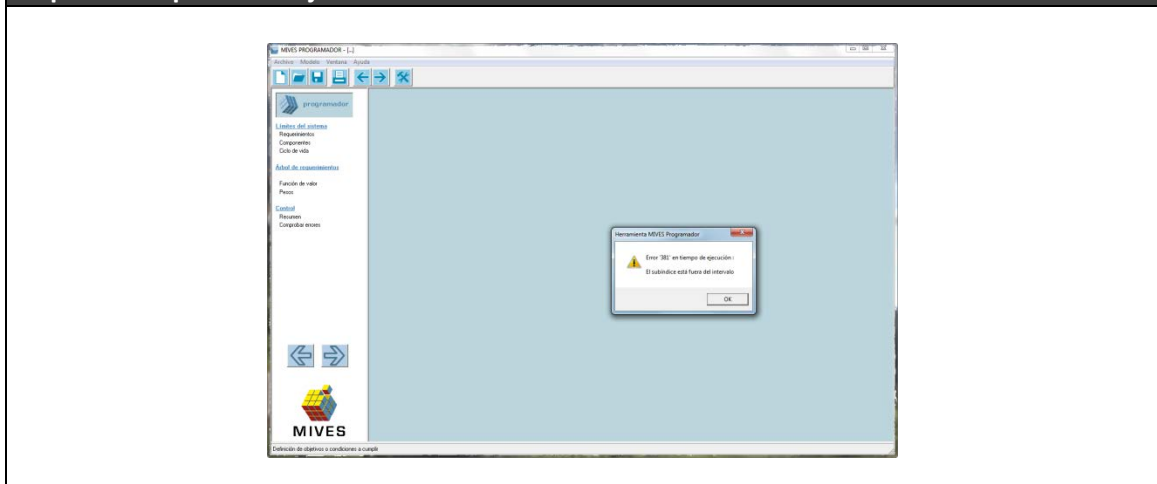 MIVES PROGRAMADOR - [...]
Archivo Modelo Ventana Ayuda
programador
Límites del sistema
Requerimientos
Componentes
Ciclo de vida
Árbol de requerimientos
Función de valor
Pesos
Control
Resumen
Comprobar errores
Herramienta MIVES Programador
Error '381' en tiempo de ejecución :
El subíndice está fuera del intervalo
OK
MIVES
Definición de objetivos o condiciones a cumplir